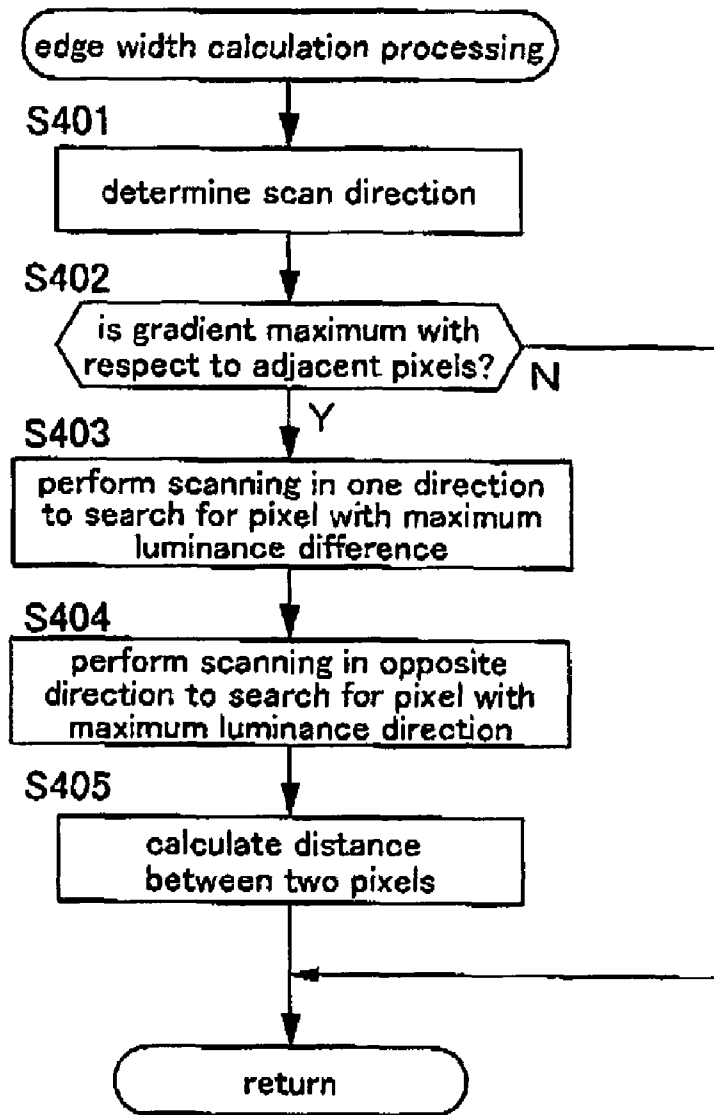 edge width calculation processing
S401
determine scan direction
S402
is gradient maximum with
respect to adjacent pixels?
N
Y
S403
perform scanning in one direction
to search for pixel with maximum
luminance difference
S404
perform scanning in opposite
direction to search for pixel with
maximum luminance direction
S405
calculate distance
between two pixels
return